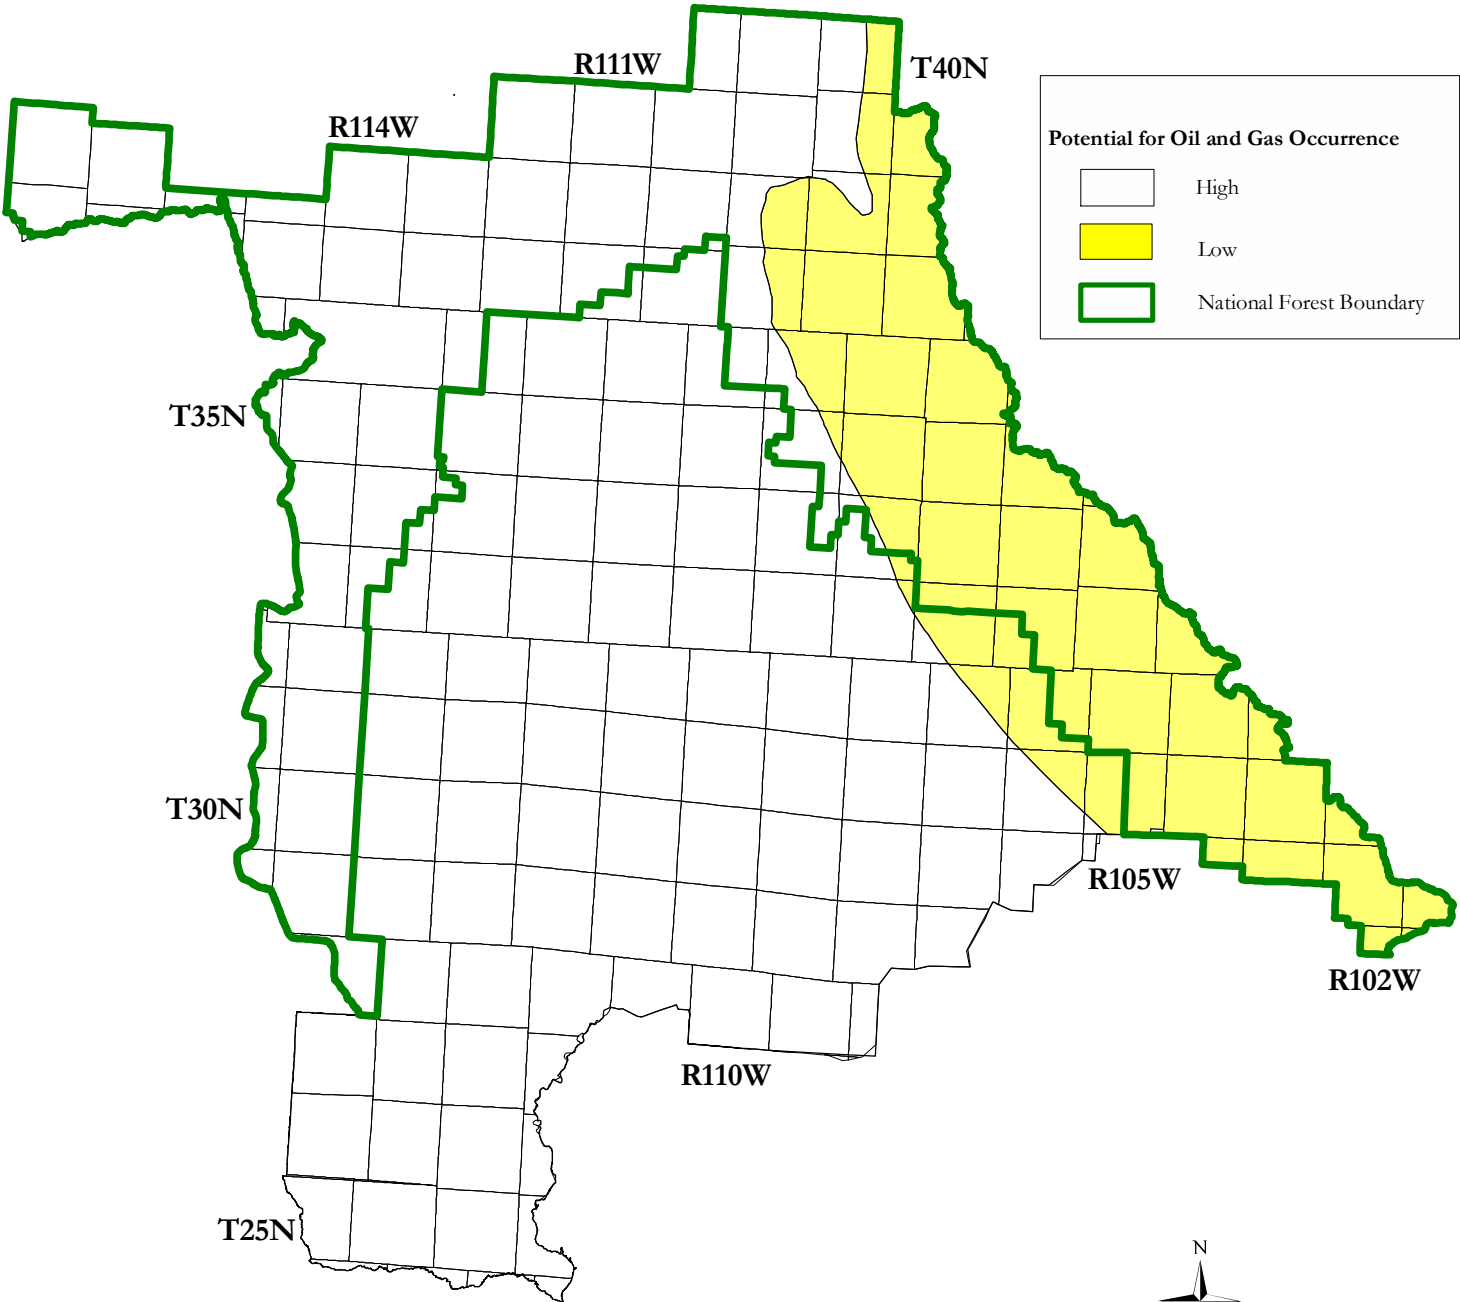 R111W
T40N
R114W
Potential for Oil and Gas Occurrence
High
Low
National Forest Boundary
T35N
T30N
R105W
R102W
R110W
T25N
N